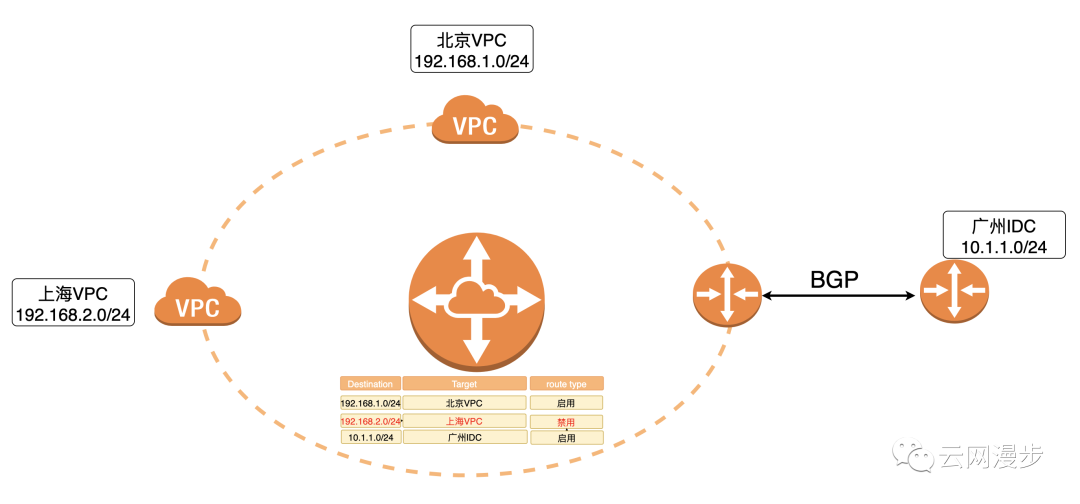 北京VPC
192.168.1.0/24
VPC
广州IDC
10.1.1.0/24
上海VPC
192.168.2.0/24
VPC
BGP
Destination Target route type
192.168.1.0/24 北京VPC 启用
192.168.2.0/24 上海VPC 禁用
10.1.1.0/24 广州IDC 启用
云网漫步